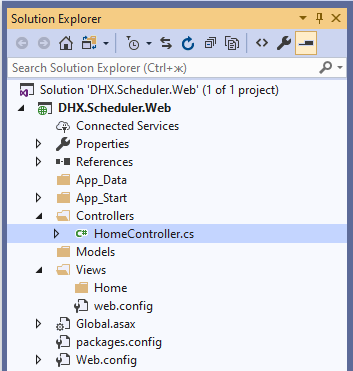 Solution Explorer
Search Solution Explorer (Ctrl+ж)
Solution 'DHX.Scheduler.Web' (1 of 1 project)
DHX.Scheduler.Web
Connected Services
Properties
References
App_Data
App_Start
Controllers
C# HomeController.cs
Models
Views
Home
web.config
Global.asax
packages.config
Web.config